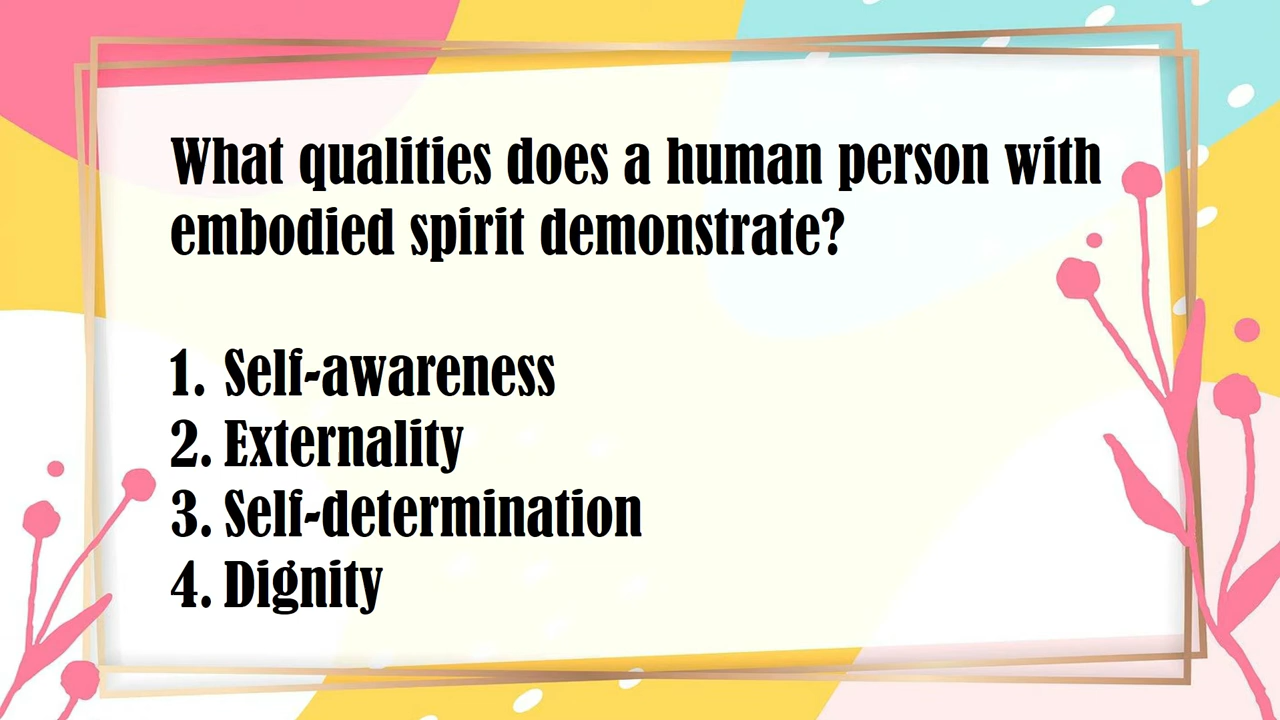 What qualities does a human person with
embodied spirit demonstrate?
1. Self-awareness
2. Externality
3. Self-determination
4. Dignity